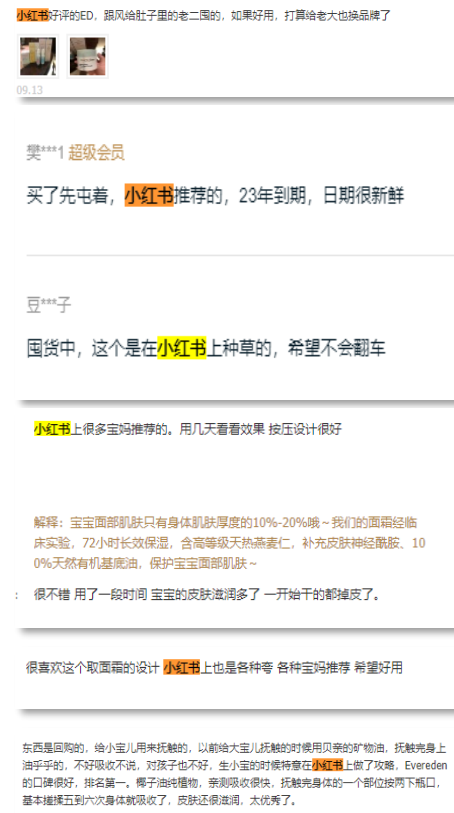 小红书好评的ED，跟风给肚子里的老二囤的，如果好用，打算给老大也换品牌了
09.13
樊***1 超级会员
买了先屯着，小红书推荐的，23年到期，日期很新鲜
豆***子
囤货中，这个是在小红书上种草的，希望不会翻车
小红书上很多宝妈推荐的。用几天看看效果 按压设计很好
解释：宝宝面部肌肤只有身体肌肤厚度的10%-20%哦～我们的面霜经临
床实验，72小时长效保湿，含高等级天热燕麦仁，补充皮肤神经酰胺、10
0%天然有机基底油，保护宝宝面部肌肤～
: 很不错 用了一段时间 宝宝的皮肤滋润多了 一开始干的都掉皮了。
很喜欢这个取面霜的设计 小红书上也是各种夸 各种宝妈推荐 希望好用
东西是回购的，给小宝儿用来抚触的，以前给大宝儿抚触的时候用贝亲的矿物油，抚触完身上
油乎乎的，不好吸收不说，对孩子也不好，生小宝的时候特意在小红书上做了攻略，Evereden
的口碑很好，排名第一。椰子油纯植物，亲测吸收很快，抚触完身体的一个部位按两下瓶口，
基本搓揉五到六次身体就吸收了，皮肤还很滋润，太优秀了。